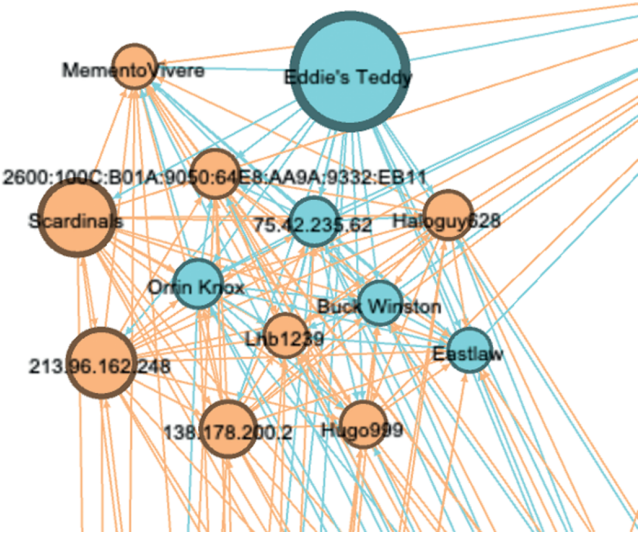 MementoVivere
Eddie's Teddy
2600:100C:B01A:9050:64E8:AA9A:9332:EB11
Scardinals
75.42.235.62
Haloguy628
Orrin Knox
Buck Winston
Lhb1239
Eastlaw
213.96.162.248
138.178.200.2
Hugo999